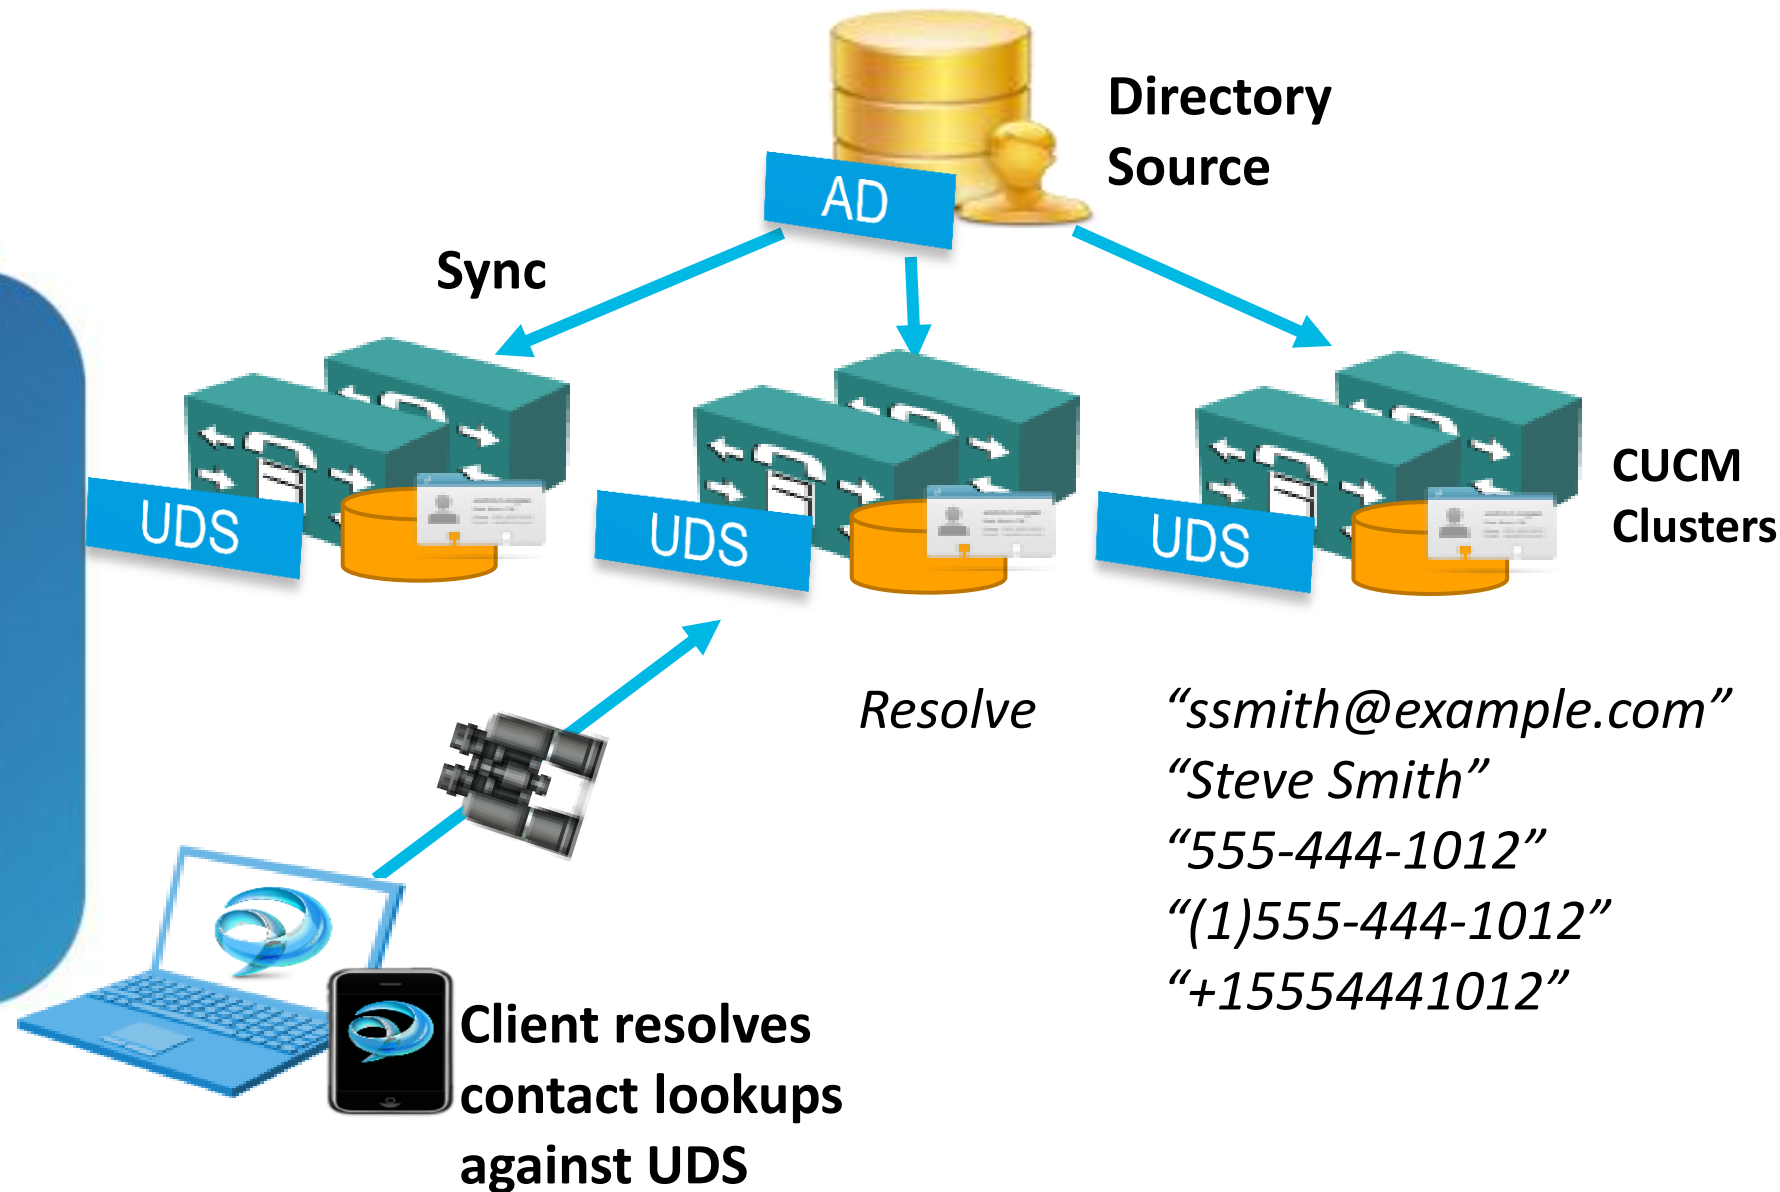 Directory
Source
AD
Sync
UDS
UDS
UDS
CUCM
Clusters
Resolve “ssmith@example.com”
“Steve Smith”
“555-444-1012”
“(1)555-444-1012”
“+15554441012”
Client resolves
contact lookups
against UDS